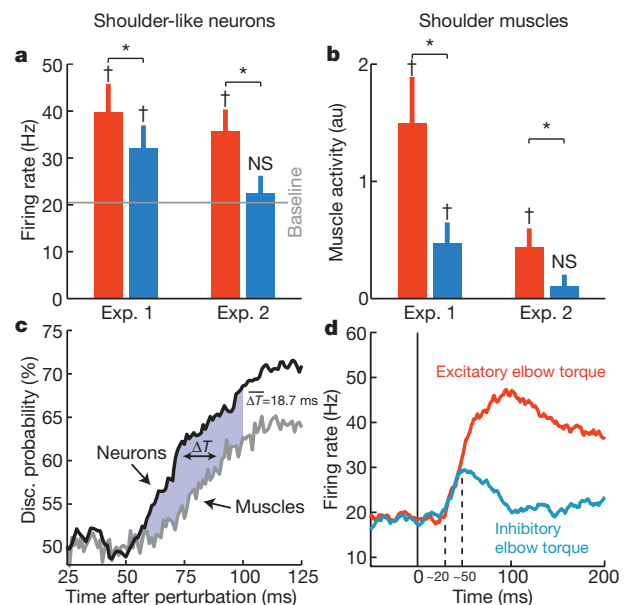 Shoulder-like neurons
Shoulder muscles
a
50
40
30
20
10
0
Firing rate (Hz)
*
†
†
*
†
NS
Baseline
Exp. 1
Exp. 2
b
2
1
0
Muscle activity (au)
*
†
†
*
†
NS
Exp. 1
Exp. 2
c
75
70
65
60
55
50
Disc. probability (%)
ΔT=18.7 ms
ΔT
Neurons
Muscles
25
50
75
100
125
Time after perturbation (ms)
d
60
50
40
30
20
10
Firing rate (Hz)
Excitatory elbow torque
Inhibitory
elbow torque
0
~20
~50
100
200
Time (ms)